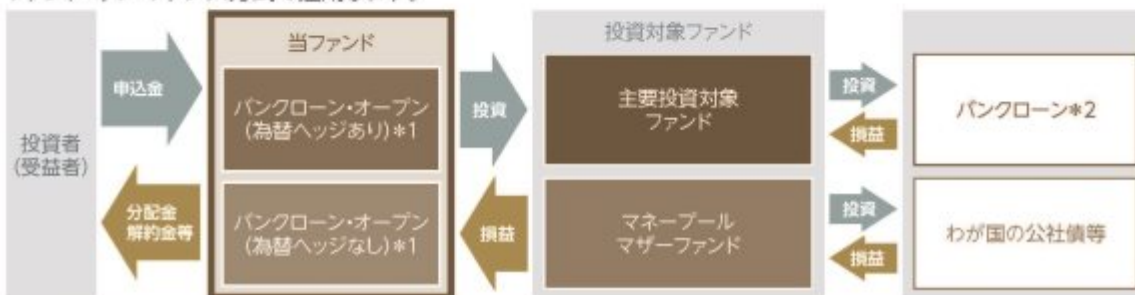 投資者
(受益者)
申込金
分配金
解約金等
当ファンド
バンクローン・オープン
(為替ヘッジあり)*1
バンクローン・オープン
(為替ヘッジなし)*1
投資
損益
投資対象ファンド
主要投資対象
ファンド
マネープール
マザーファンド
投資
損益
投資
損益
バンクローン*2
わが国の公社債等